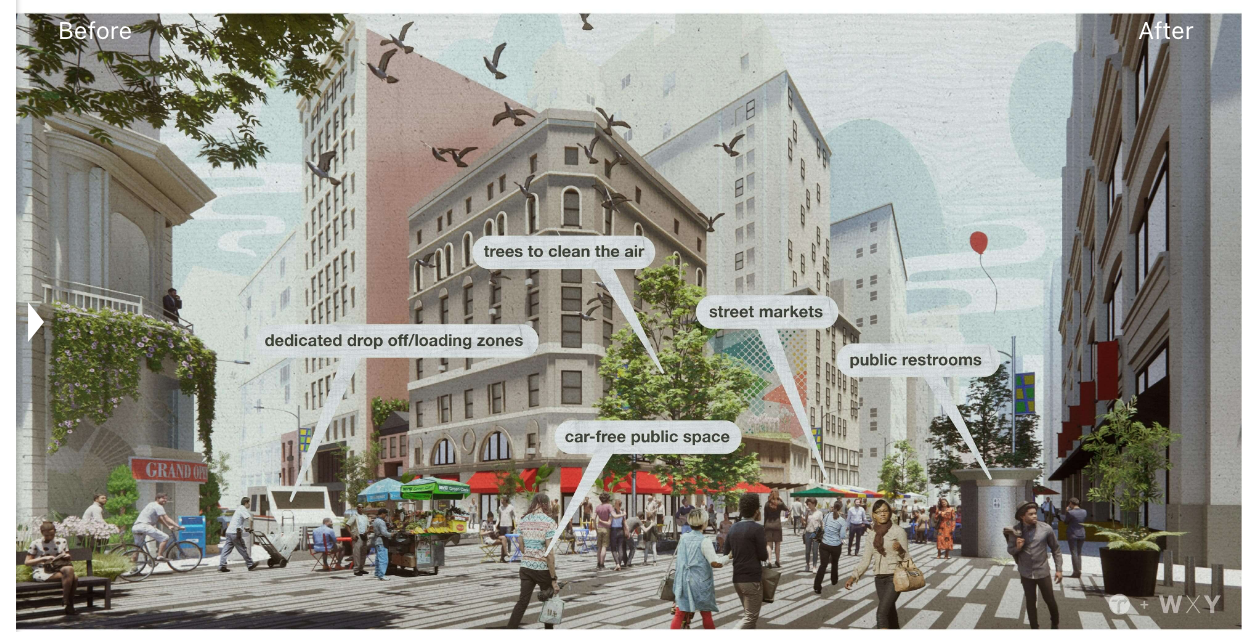 Before
After
trees to clean the air
street markets
dedicated drop off/loading zones
public restrooms
car-free public space
GRAND
+ WXY